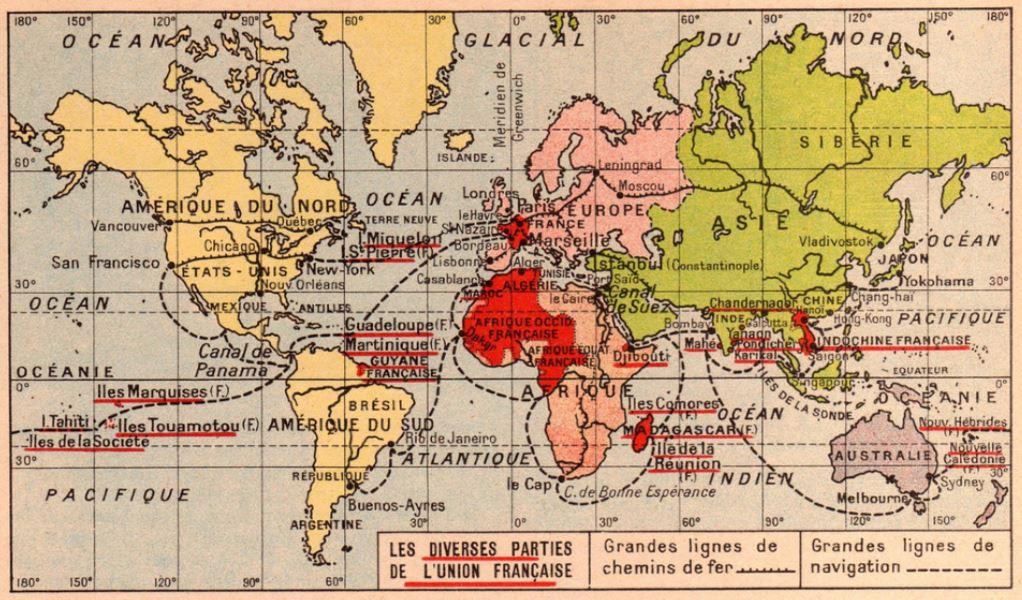 180° 150° 120° 90° 60° 30° 0° 30° 60° 90° 120° 150° 180°
OCÉAN GLACIAL DU NORD
Meridien de
Greenwich
ISLANDE
60° 60°
SIBÉRIE
Leningrad
Moscou
AMÉRIQUE DU NORD
OCÉAN
TERRE NEUVE
Londres
Paris
EUROPE
ASIE
Vancouver
Québec
le Havre
FRANCE
St Nazaire
Miquelon
St-Pierre (F.)
Bordeaux
Marseille
Vladivostok
OCÉAN
Chicago
San Francisco
ÉTATS-UNIS
New-York
Lisbonne
Istanbul (Constantinople)
JAPON
Alger
TUNISIE
Port Saïd
Casablanca
ALGÉRIE
Yokohama
Nouv. Orléans
MAROC
le Caire
Canal
de Suez
30° 30°
OCÉAN
MEXIQUE
ANTILLES
Chandernagor
CHINE
Chang-haï
Hanoï
Hong-Kong
PACIFIQUE
Guadeloupe (F.)
AFRIQUE OCCID.
FRANÇAISE
Dakar
Bombay
INDE
Calcutta
Yanaon
Mahé
Pondichéry
Karikal
INDOCHINE FRANÇAISE
Saïgon
Martinique (F.)
GUYANE
FRANÇAISE
AFRIQUE ÉQUAT.
FRANÇAISE
Djibouti
Canal de
Panama
Singapour
EQUATEUR
OCÉANIE
0° 0°
Iles Marquises (F.)
BRÉSIL
AFRIQUE
ILES DE LA SONDE
OCÉANIE
Iles Comores
(F.)
OCÉAN
I. Tahiti
Iles Touamotou (F.)
AMÉRIQUE DU SUD
MADAGASCAR (F.)
Nouv. Hébrides
(F.)
Iles de la Société
Rio de Janeiro
Ile de la
Réunion
(F.)
AUSTRALIE
Nouvelle
Calédonie
(F.)
30° 30°
ATLANTIQUE
RÉPUBLIQUE
ARGENTINE
le Cap
INDIEN
Sydney
PACIFIQUE
C. de Bonne Espérance
Melbourne
Buenos-Ayres
30° 0° 30° 60° 90° 120° 150°
LES DIVERSES PARTIES
DE L'UNION FRANÇAISE
Grandes lignes de
chemins de fer
Grandes lignes de
navigation
180° 150° 120° 90° 60°